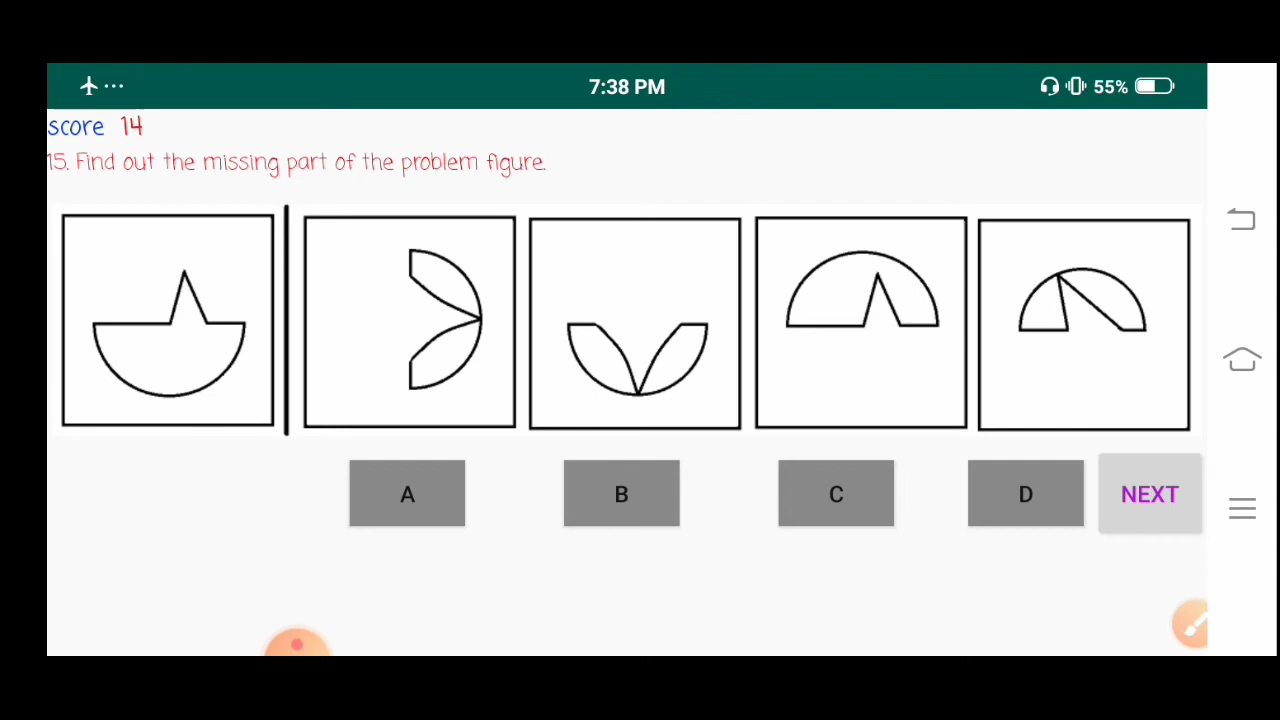 7:38 PM
55%
score 14
15. Find out the missing part of the problem figure.
A
B
C
D
NEXT